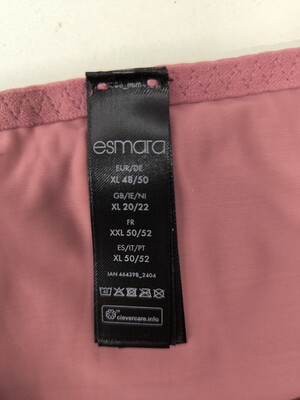 esmara
EUR/DE
XL 48/50
GB/IE/NI
XL 20/22
FR
XXL 50/52
ES/IT/PT
XL 50/52
IAN 464398_2404
clevercare.info